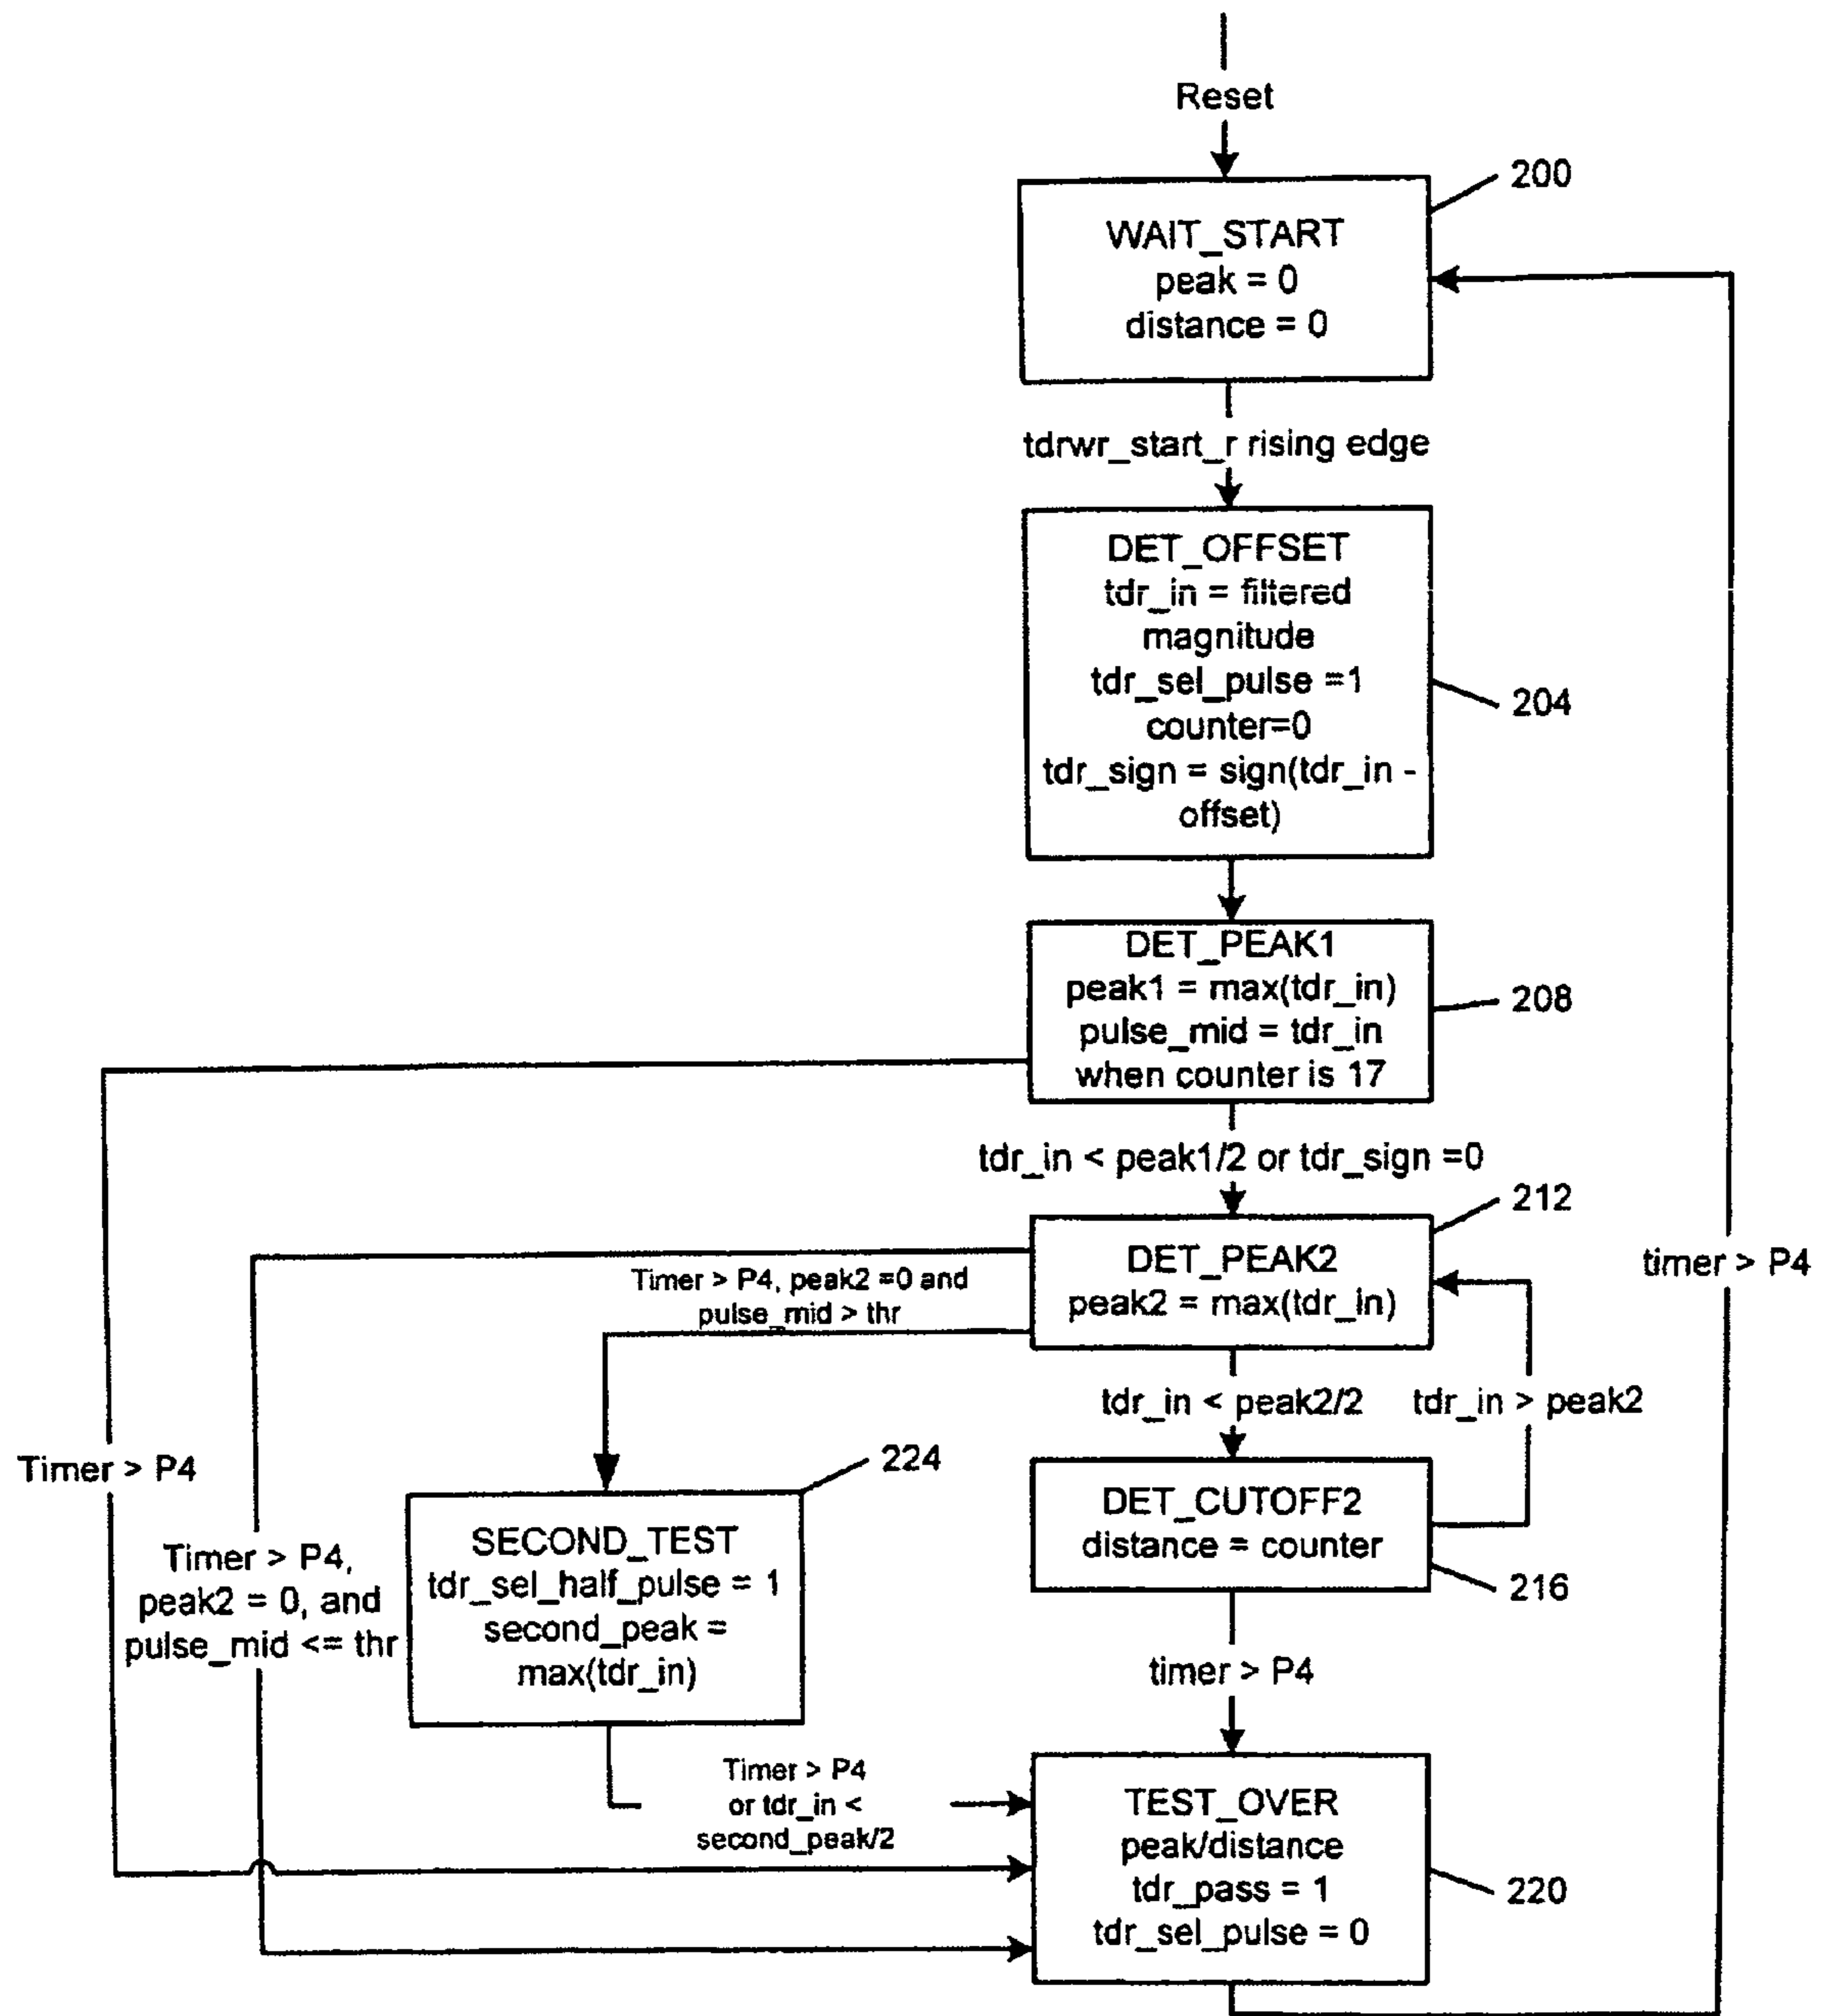 Reset
200
WAIT_START
peak = 0
distance = 0
tdrwr_start_r rising edge
DET_OFFSET
tdr_in = filtered
magnitude
tdr_sel_pulse =1
counter=0
tdr_sign = sign(tdr_in -
offset)
204
DET_PEAK1
peak1 = max(tdr_in)
pulse_mid = tdr_in
when counter is 17
208
tdr_in < peak1/2 or tdr_sign =0
212
DET_PEAK2
peak2 = max(tdr_in)
timer > P4
Timer > P4, peak2 =0 and
pulse_mid > thr
tdr_in < peak2/2
tdr_in > peak2
Timer > P4
224
DET_CUTOFF2
distance = counter
216
SECOND_TEST
tdr_sel_half_pulse = 1
second_peak =
max(tdr_in)
Timer > P4,
peak2 = 0, and
pulse_mid <= thr
timer > P4
Timer > P4
or tdr_in <
second_peak/2
TEST_OVER
peak/distance
tdr_pass = 1
tdr_sel_pulse = 0
220